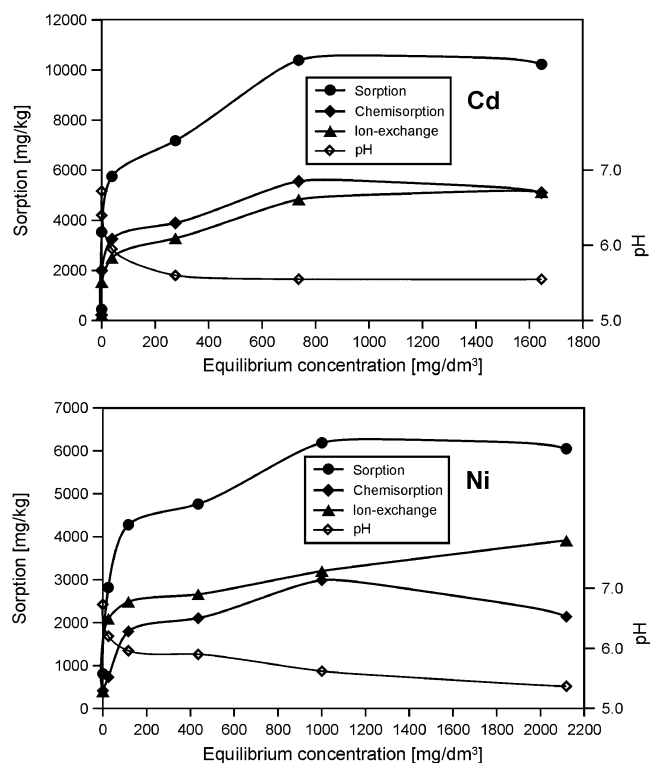 12000
10000
8000
6000
4000
2000
0
Sorption [mg/kg]
Sorption
Chemisorption
Ion-exchange
pH
Cd
7.0
6.0
5.0
pH
0 200 400 600 800 1000 1200 1400 1600 1800
Equilibrium concentration [mg/dm³]
7000
6000
5000
4000
3000
2000
1000
0
Sorption [mg/kg]
Sorption
Chemisorption
Ion-exchange
pH
Ni
7.0
6.0
5.0
pH
0 200 400 600 800 1000 1200 1400 1600 1800 2000 2200
Equilibrium concentration [mg/dm³]